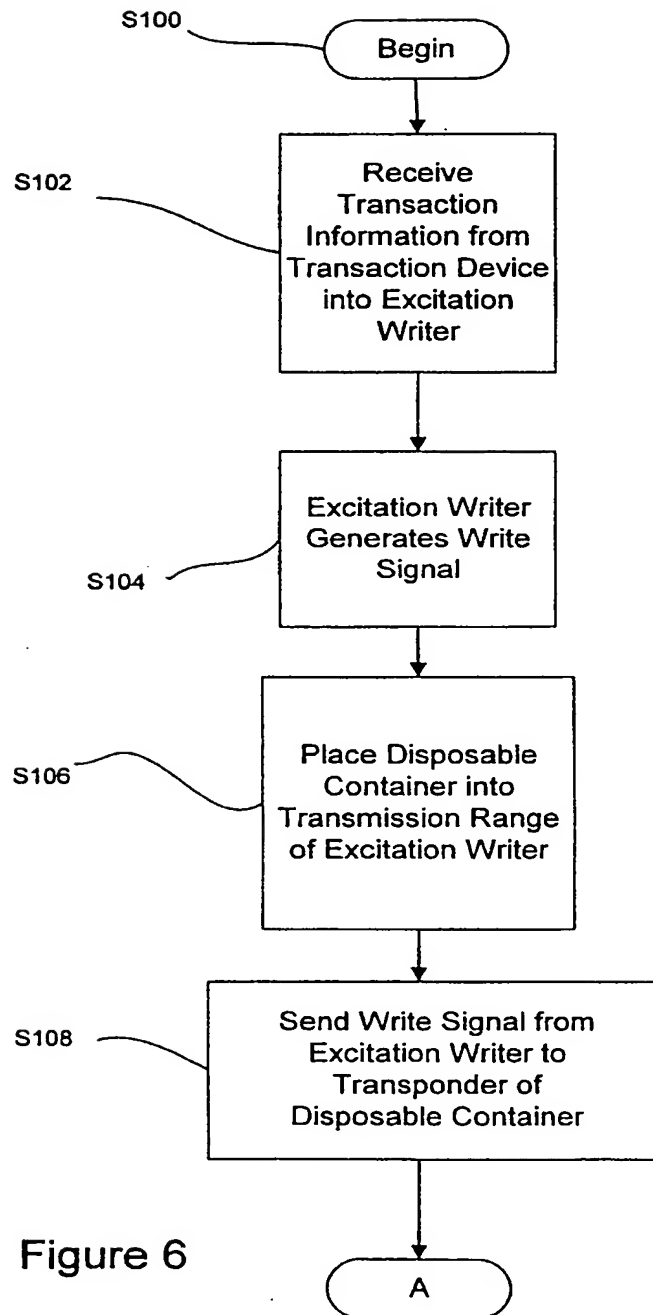 S100
Begin
S102
Receive
Transaction
Information from
Transaction Device
into Excitation
Writer
Excitation Writer
Generates Write
Signal
S104
Place Disposable
Container into
Transmission Range
of Excitation Writer
S106
Send Write Signal from
Excitation Writer to
Transponder of
Disposable Container
S108
Figure 6
A